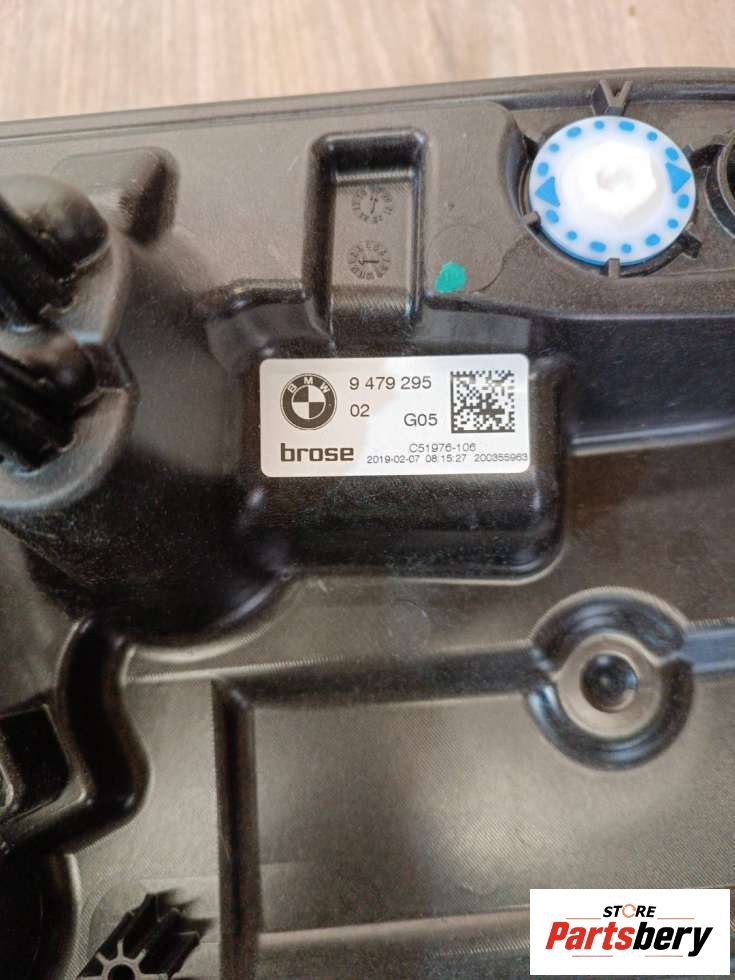 BMW
9 479 295
02
G05
brose
C51976-106
2019-02-07 08:15:27 200355963
STORE
Partsbery